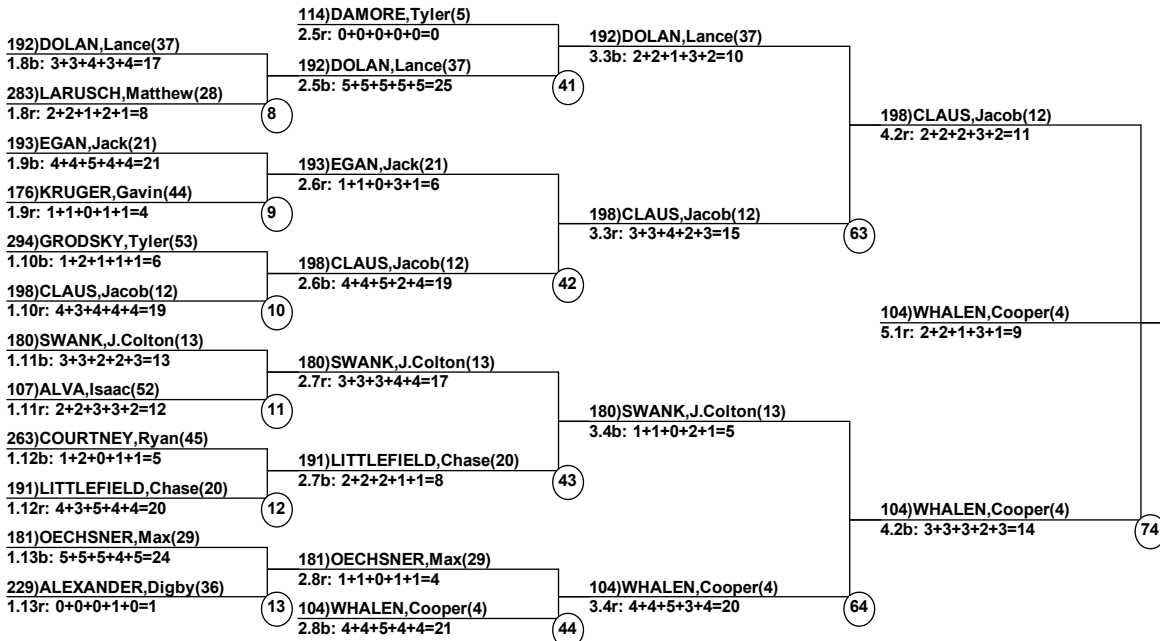 192)DOLAN,Lance(37)
1.8b: 3+3+4+3+4=17
283)LARUSCH,Matthew(28)
1.8r: 2+2+1+2+1=8
8
193)EGAN,Jack(21)
1.9b: 4+4+5+4+4=21
176)KRUGER,Gavin(44)
1.9r: 1+1+0+1+1=4
9
294)GRODSKY,Tyler(53)
1.10b: 1+2+1+1+1=6
198)CLAUS,Jacob(12)
1.10r: 4+3+4+4+4=19
10
180)SWANK,J.Colton(13)
1.11b: 3+3+2+2+3=13
107)ALVA,Isaac(52)
1.11r: 2+2+3+3+2=12
11
263)COURTNEY,Ryan(45)
1.12b: 1+2+0+1+1=5
191)LITTLEFIELD,Chase(20)
1.12r: 4+3+5+4+4=20
12
181)OECHSNER,Max(29)
1.13b: 5+5+5+4+5=24
229)ALEXANDER,Digby(36)
1.13r: 0+0+0+1+0=1
13
114)DAMORE,Tyler(5)
2.5r: 0+0+0+0+0=0
192)DOLAN,Lance(37)
2.5b: 5+5+5+5+5=25
41
193)EGAN,Jack(21)
2.6r: 1+1+0+3+1=6
198)CLAUS,Jacob(12)
2.6b: 4+4+5+2+4=19
42
180)SWANK,J.Colton(13)
2.7r: 3+3+3+4+4=17
191)LITTLEFIELD,Chase(20)
2.7b: 2+2+2+1+1=8
43
181)OECHSNER,Max(29)
2.8r: 1+1+0+1+1=4
104)WHALEN,Cooper(4)
2.8b: 4+4+5+4+4=21
44
192)DOLAN,Lance(37)
3.3b: 2+2+1+3+2=10
198)CLAUS,Jacob(12)
3.3r: 3+3+4+2+3=15
63
180)SWANK,J.Colton(13)
3.4b: 1+1+0+2+1=5
104)WHALEN,Cooper(4)
3.4r: 4+4+5+3+4=20
64
198)CLAUS,Jacob(12)
4.2r: 2+2+2+3+2=11
104)WHALEN,Cooper(4)
5.1r: 2+2+1+3+1=9
104)WHALEN,Cooper(4)
4.2b: 3+3+3+2+3=14
74